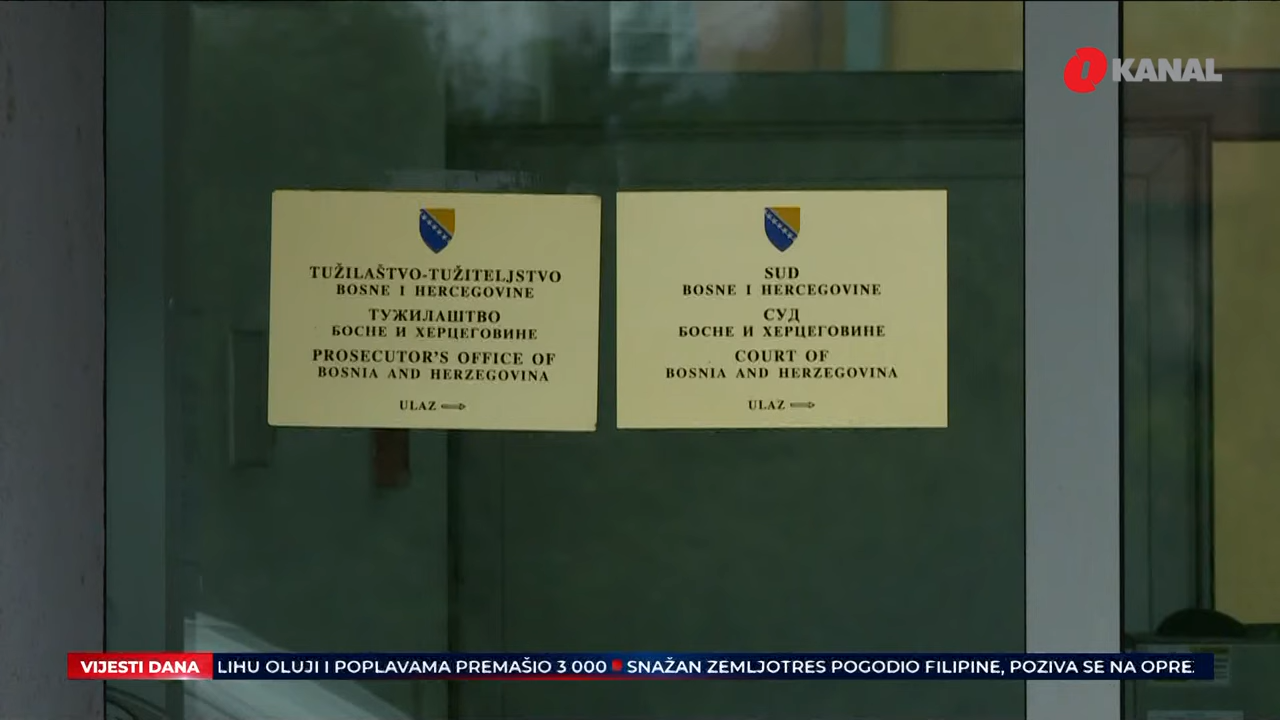 O KANAL
TUŽILAŠTVO-TUŽITELJSTVO
BOSNE I HERCEGOVINE
ТУЖИЛАШТВО
БОСНЕ И ХЕРЦЕГОВИНЕ
PROSECUTOR'S OFFICE OF
BOSNIA AND HERZEGOVINA
ULAZ
SUD
BOSNE I HERCEGOVINE
СУД
БОСНЕ И ХЕРЦЕГОВИНЕ
COURT OF
BOSNIA AND HERZEGOVINA
ULAZ
VIJESTI DANA LIHU OLUJI I POPLAVAMA PREMAŠIO 3 000 SNAŽAN ZEMLJOTRES POGODIO FILIPINE, POZIVA SE NA OPRE